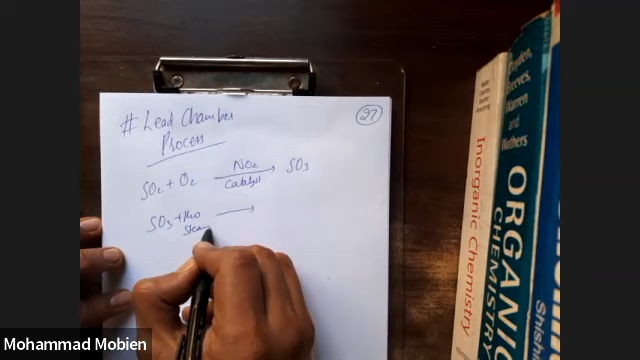 # Lead Chamber
Process
27
SO2 + O2 NO2 Catalyst SO3
SO3 + H2O
Steam
Inorganic Chemistry
Clayden, Greeves,
Warren
and
Wothers
ORGANIC
CHEMISTRY
Mohammad Mobien